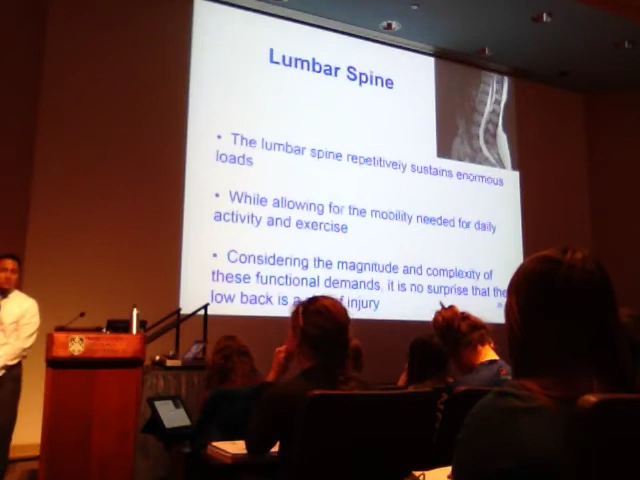 Lumbar Spine
• The lumbar spine repetitively sustains enormous
loads
• While allowing for the mobility needed for daily
activity and exercise
• Considering the magnitude and complexity of
these functional demands, it is no surprise that the
low back is a of injury